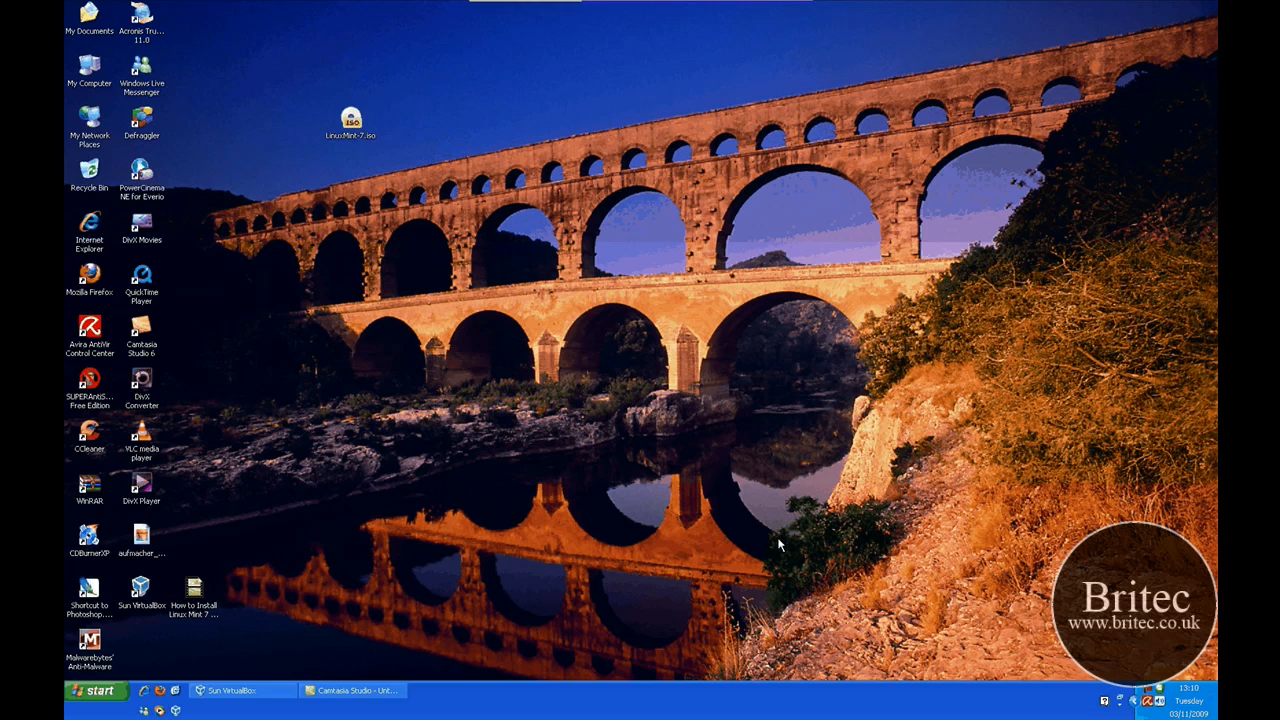 My Documents
Acronis Tru...
11.0
My Computer
Windows Live
Messenger
LinuxMint-7.iso
ISO
My Network
Places
Defraggler
Recycle Bin
PowerCinema
NE for Everio
Internet
Explorer
DivX Movies
Mozilla Firefox
QuickTime
Player
Avira AntiVir
Control Center
Camtasia
Studio 6
SUPERAntiS...
Free Edition
DivX
Converter
CCleaner
VLC media
player
WinRAR
DivX Player
CDBurnerXP
aufmacher_...
Shortcut to
Photoshop....
Sun VirtualBox
How to Install
Linux Mint 7 ...
Malwarebytes'
Anti-Malware
Britec
www.britec.co.uk
start
Sun VirtualBox
Camtasia Studio - Unt...
13:10
Tuesday
03/11/2009